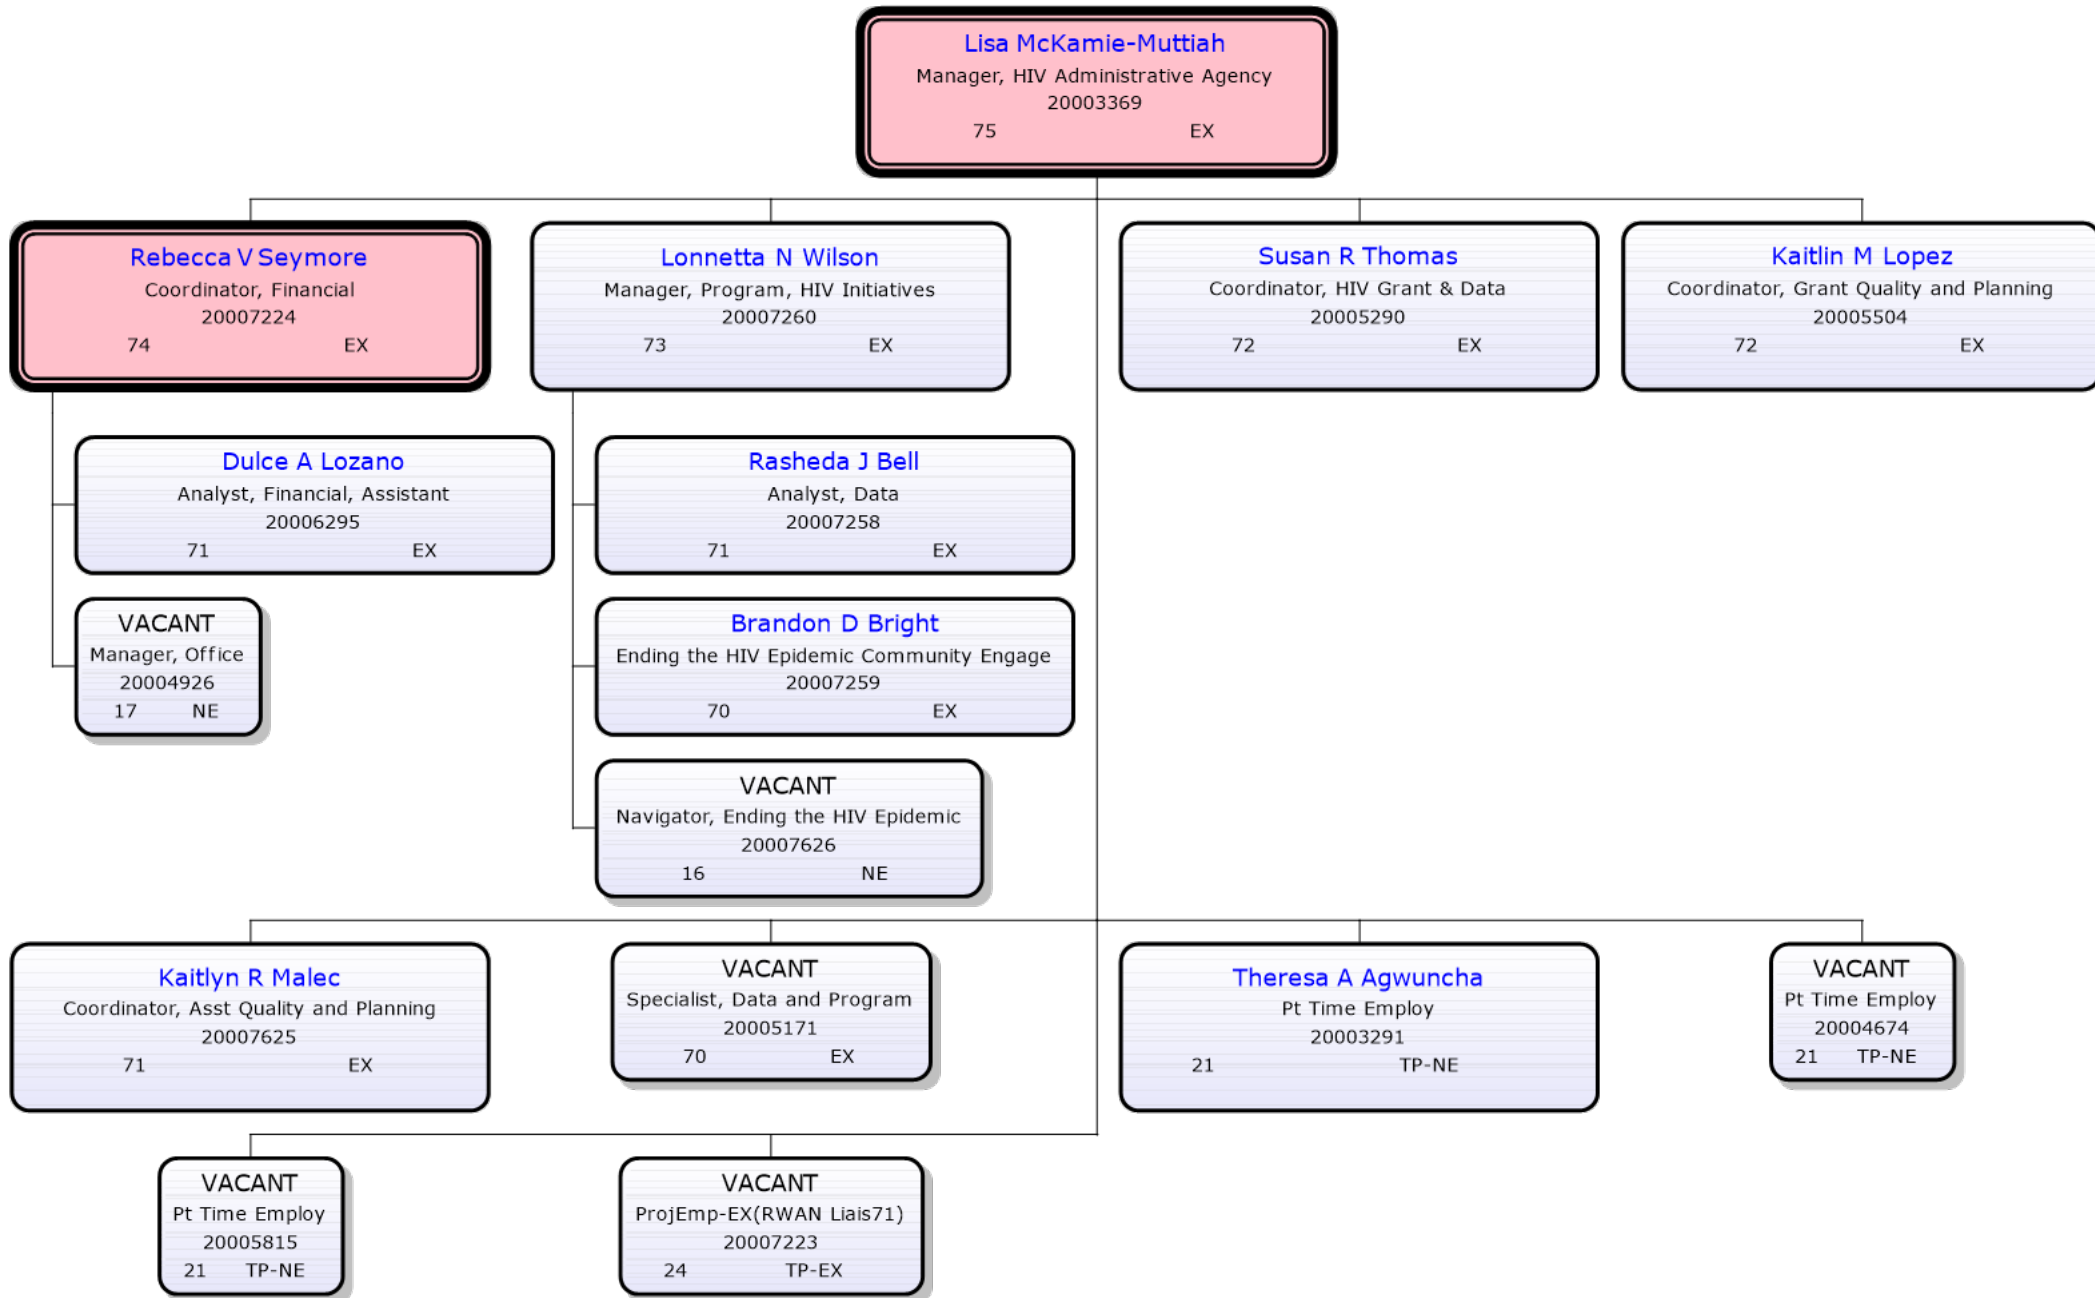 Lisa McKamie-Muttiah
Manager, HIV Administrative Agency
20003369
75 EX
Rebecca V Seymore
Coordinator, Financial
20007224
74 EX
Lonnetta N Wilson
Manager, Program, HIV Initiatives
20007260
73 EX
Susan R Thomas
Coordinator, HIV Grant & Data
20005290
72 EX
Kaitlin M Lopez
Coordinator, Grant Quality and Planning
20005504
72 EX
Dulce A Lozano
Analyst, Financial, Assistant
20006295
71 EX
VACANT
Manager, Office
20004926
17 NE
Rasheda J Bell
Analyst, Data
20007258
71 EX
Brandon D Bright
Ending the HIV Epidemic Community Engage
20007259
70 EX
VACANT
Navigator, Ending the HIV Epidemic
20007626
16 NE
Kaitlyn R Malec
Coordinator, Asst Quality and Planning
20007625
71 EX
VACANT
Specialist, Data and Program
20005171
70 EX
Theresa A Agwuncha
Pt Time Employ
20003291
21 TP-NE
VACANT
Pt Time Employ
20004674
21 TP-NE
VACANT
Pt Time Employ
20005815
21 TP-NE
VACANT
ProjEmp-EX(RWAN Liais71)
20007223
24 TP-EX